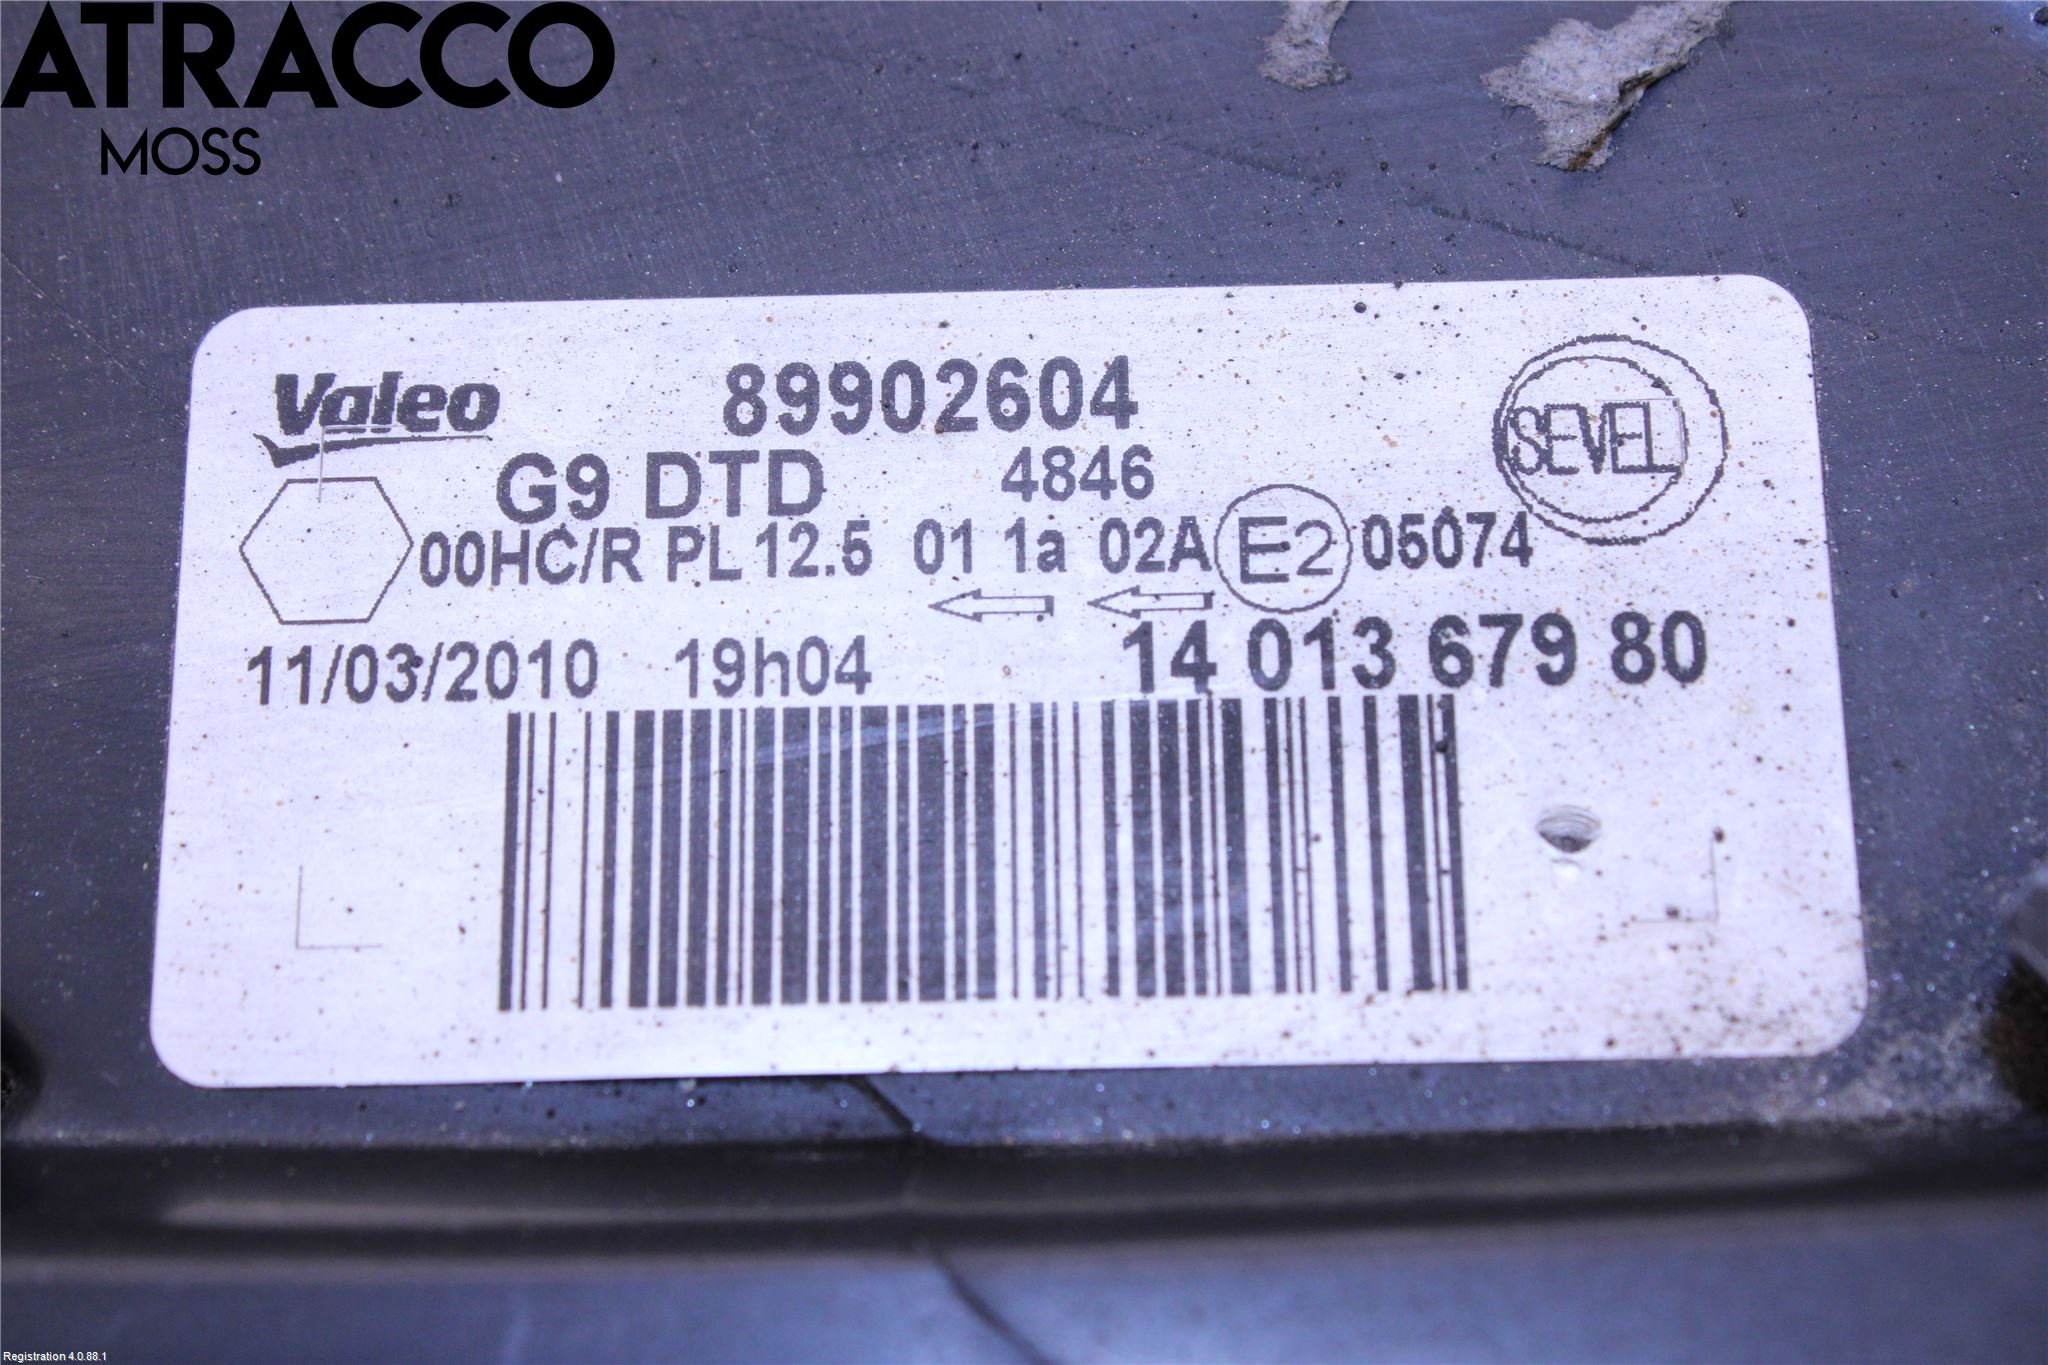 ATRACCO
MOSS
Valeo 89902604 SEVEL
G9 DTD 4846
00HC/R PL 12.5 01 1a 02A E2 05074
11/03/2010 19h04 14 013 679 80
Registration 4.0.88.1